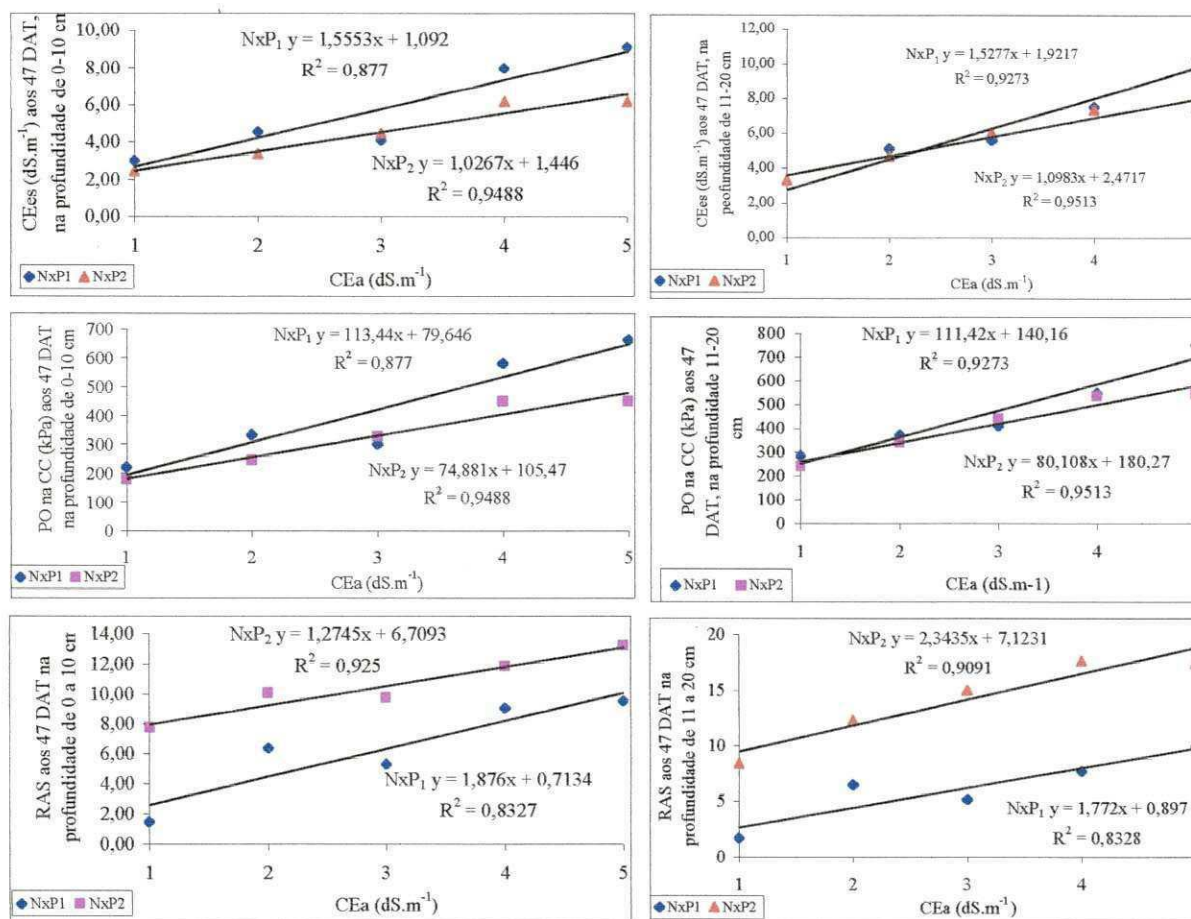 CEes (dS.m⁻¹) aos 47 DAT,
na profundidade de 0-10 cm
10,00
8,00
6,00
4,00
2,00
0,00
NxP₁ y = 1,5553x + 1,092
R² = 0,877
NxP₂ y = 1,0267x + 1,446
R² = 0,9488
1 2 3 4 5
NxP1 NxP2
CEa (dS.m⁻¹)
CEes (dS.m⁻¹) aos 47 DAT, na
peofundidade de 11-20 cm
12,00
10,00
8,00
6,00
4,00
2,00
0,00
NxP₁ y = 1,5277x + 1,9217
R² = 0,9273
NxP₂ y = 1,0983x + 2,4717
R² = 0,9513
1 2 3 4
NxP1 NxP2
CEa (dS.m⁻¹)
PO na CC (kPa) aos 47 DAT
na profundidade de 0-10 cm
700
600
500
400
300
200
100
0
NxP₁ y = 113,44x + 79,646
R² = 0,877
NxP₂ y = 74,881x + 105,47
R² = 0,9488
1 2 3 4 5
NxP1 NxP2
CEa (dS.m⁻¹)
PO na CC (kPa) aos 47
DAT, na profundidade 11-20
cm
800
700
600
500
400
300
200
100
0
NxP₁ y = 111,42x + 140,16
R² = 0,9273
NxP₂ y = 80,108x + 180,27
R² = 0,9513
1 2 3 4
NxP1 NxP2
CEa (dS.m-1)
RAS aos 47 DAT na
profundidade de 0 a 10 cm
14,00
12,00
10,00
8,00
6,00
4,00
2,00
0,00
NxP₂ y = 1,2745x + 6,7093
R² = 0,925
NxP₁ y = 1,876x + 0,7134
R² = 0,8327
1 2 3 4 5
NxP1 NxP2
CEa (dS.m⁻¹)
RAS aos 47 DAT na
profundidade de 11 a 20 cm
20
15
10
5
0
NxP₂ y = 2,3435x + 7,1231
R² = 0,9091
NxP₁ y = 1,772x + 0,897
R² = 0,8328
1 2 3 4
NxP1 NxP2
CEa (dS.m⁻¹)